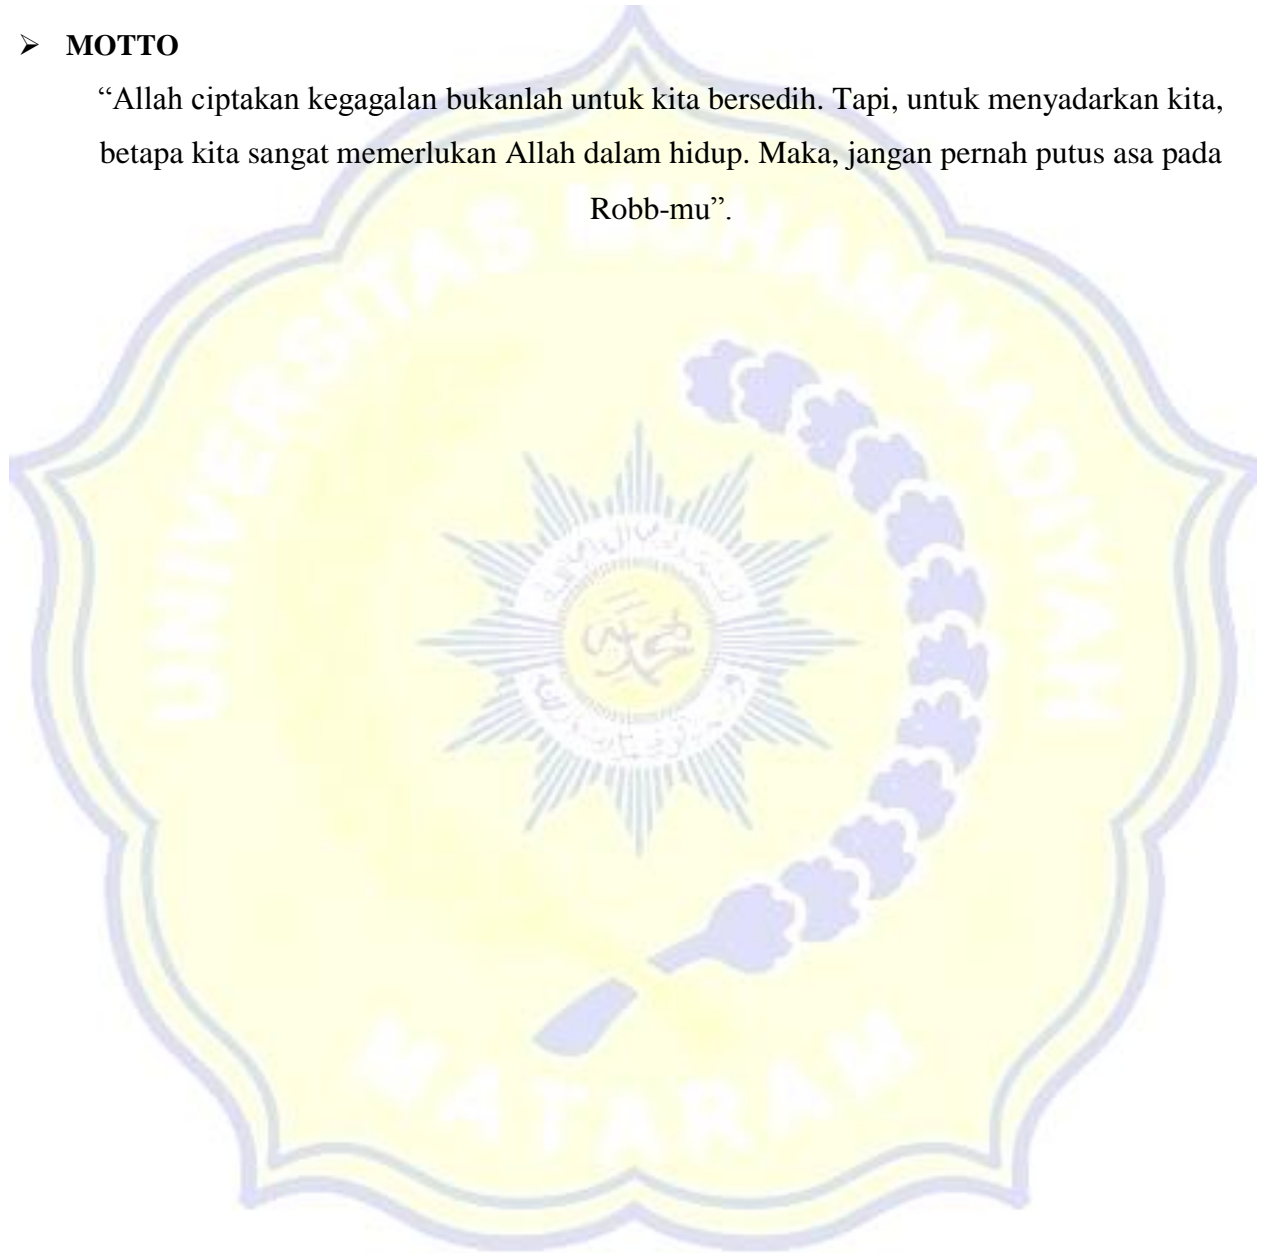 ➢ MOTTO
“Allah ciptakan kegagalan bukanlah untuk kita bersedih. Tapi, untuk menyadarkan kita,
betapa kita sangat memerlukan Allah dalam hidup. Maka, jangan pernah putus asa pada
Robb-mu”.
UNIVERSITAS MUHAMMADIYAH
MATARAM